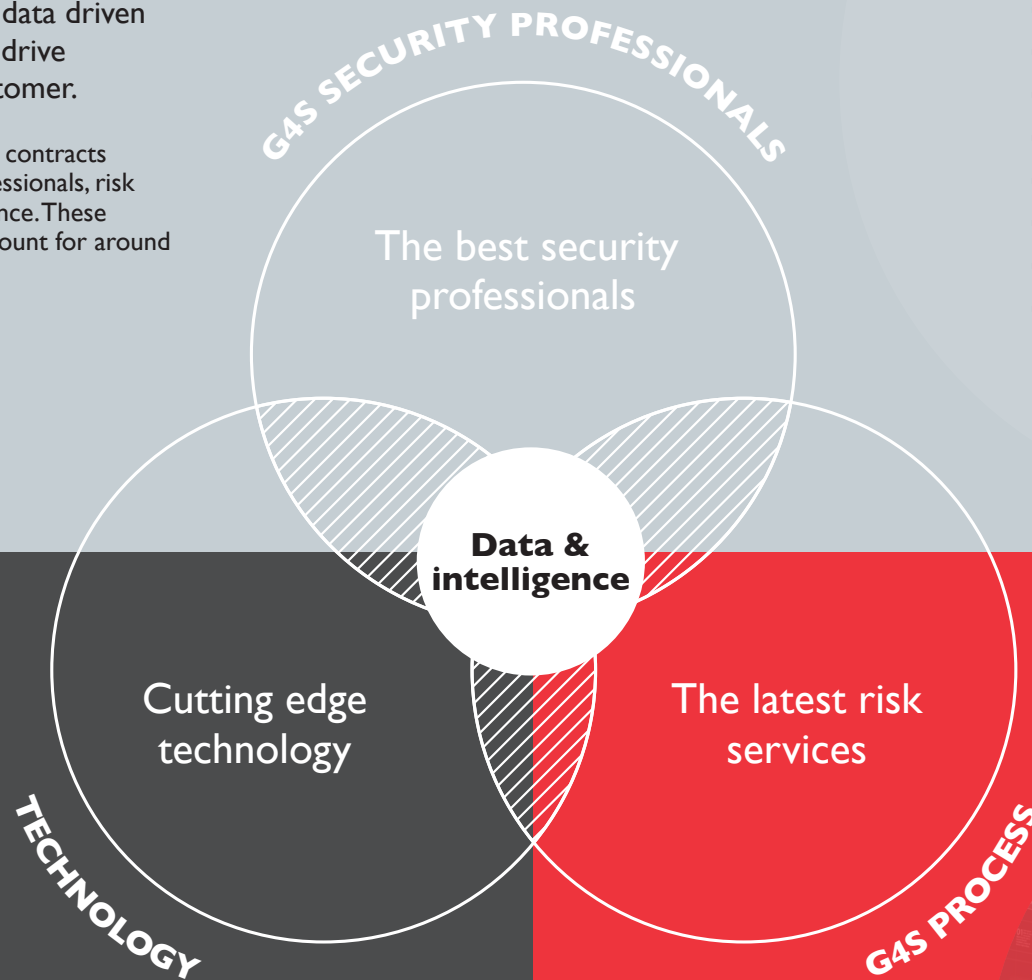 data driven
drive
tomer.
contracts
essionals, risk
nce. These
ount for around
G4S SECURITY PROFESSIONALS
The best security
professionals
Data &
intelligence
Cutting edge
technology
The latest risk
services
TECHNOLOGY
G4S PROCESS